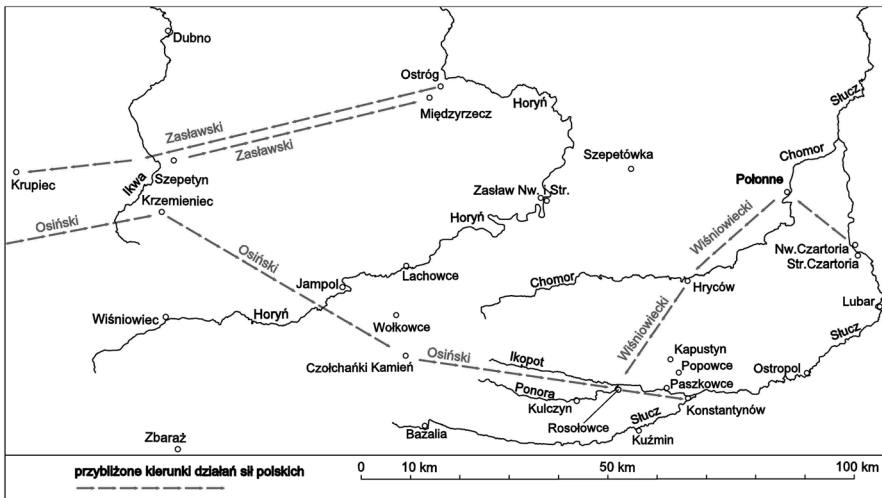 Dubno
Ostróg
Międzyrzecz
Horyń
Słucz
Zasławski
Zasławski
Szepetówka
Chomor
Krupiec
Szepetyn
Ikwa
Krzemieniec
Połonne
Zasław Nw. i Str.
Osiński
Horyń
Wiśniowiecki
Osiński
Nw.Czartoria
Str.Czartoria
Lachowce
Jampol
Chomor
Hryców
Lubar
Wiśniowiec
Horyń
Wołkowce
Wiśniowiecki
Słucz
Czołchańki Kamień
Osiński
Ikopot
Kapustyn
Popowce
Ostropol
Ponora
Paszkowce
Kulczyn
Konstantynów
Słucz
Rosołowce
Bazalia
Kuźmin
Zbaraż
przybliżone kierunki działań sił polskich
0 10 km 50 km 100 km